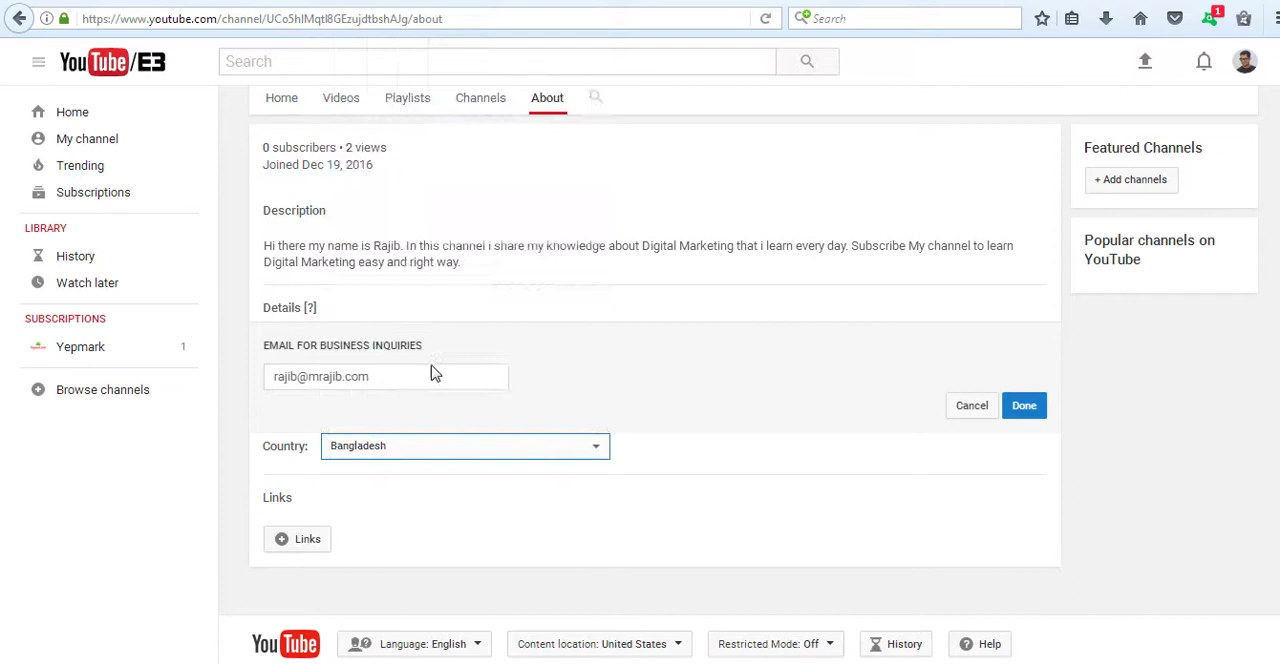 https://www.youtube.com/channel/UCo5hlMqtI8GEzujdtbshAJg/about
Search
1
YouTube/E3
Search
Home
My channel
Trending
Subscriptions
LIBRARY
History
Watch later
SUBSCRIPTIONS
Yepmark 1
Browse channels
Home Videos Playlists Channels About
0 subscribers • 2 views
Joined Dec 19, 2016
Description
Hi there my name is Rajib. In this channel i share my knowledge about Digital Marketing that i learn every day. Subscribe My channel to learn
Digital Marketing easy and right way.
Details [?]
EMAIL FOR BUSINESS INQUIRIES
rajib@mrajib.com
Cancel Done
Country: Bangladesh
Links
Links
Featured Channels
+ Add channels
Popular channels on
YouTube
YouTube Language: English Content location: United States Restricted Mode: Off History Help